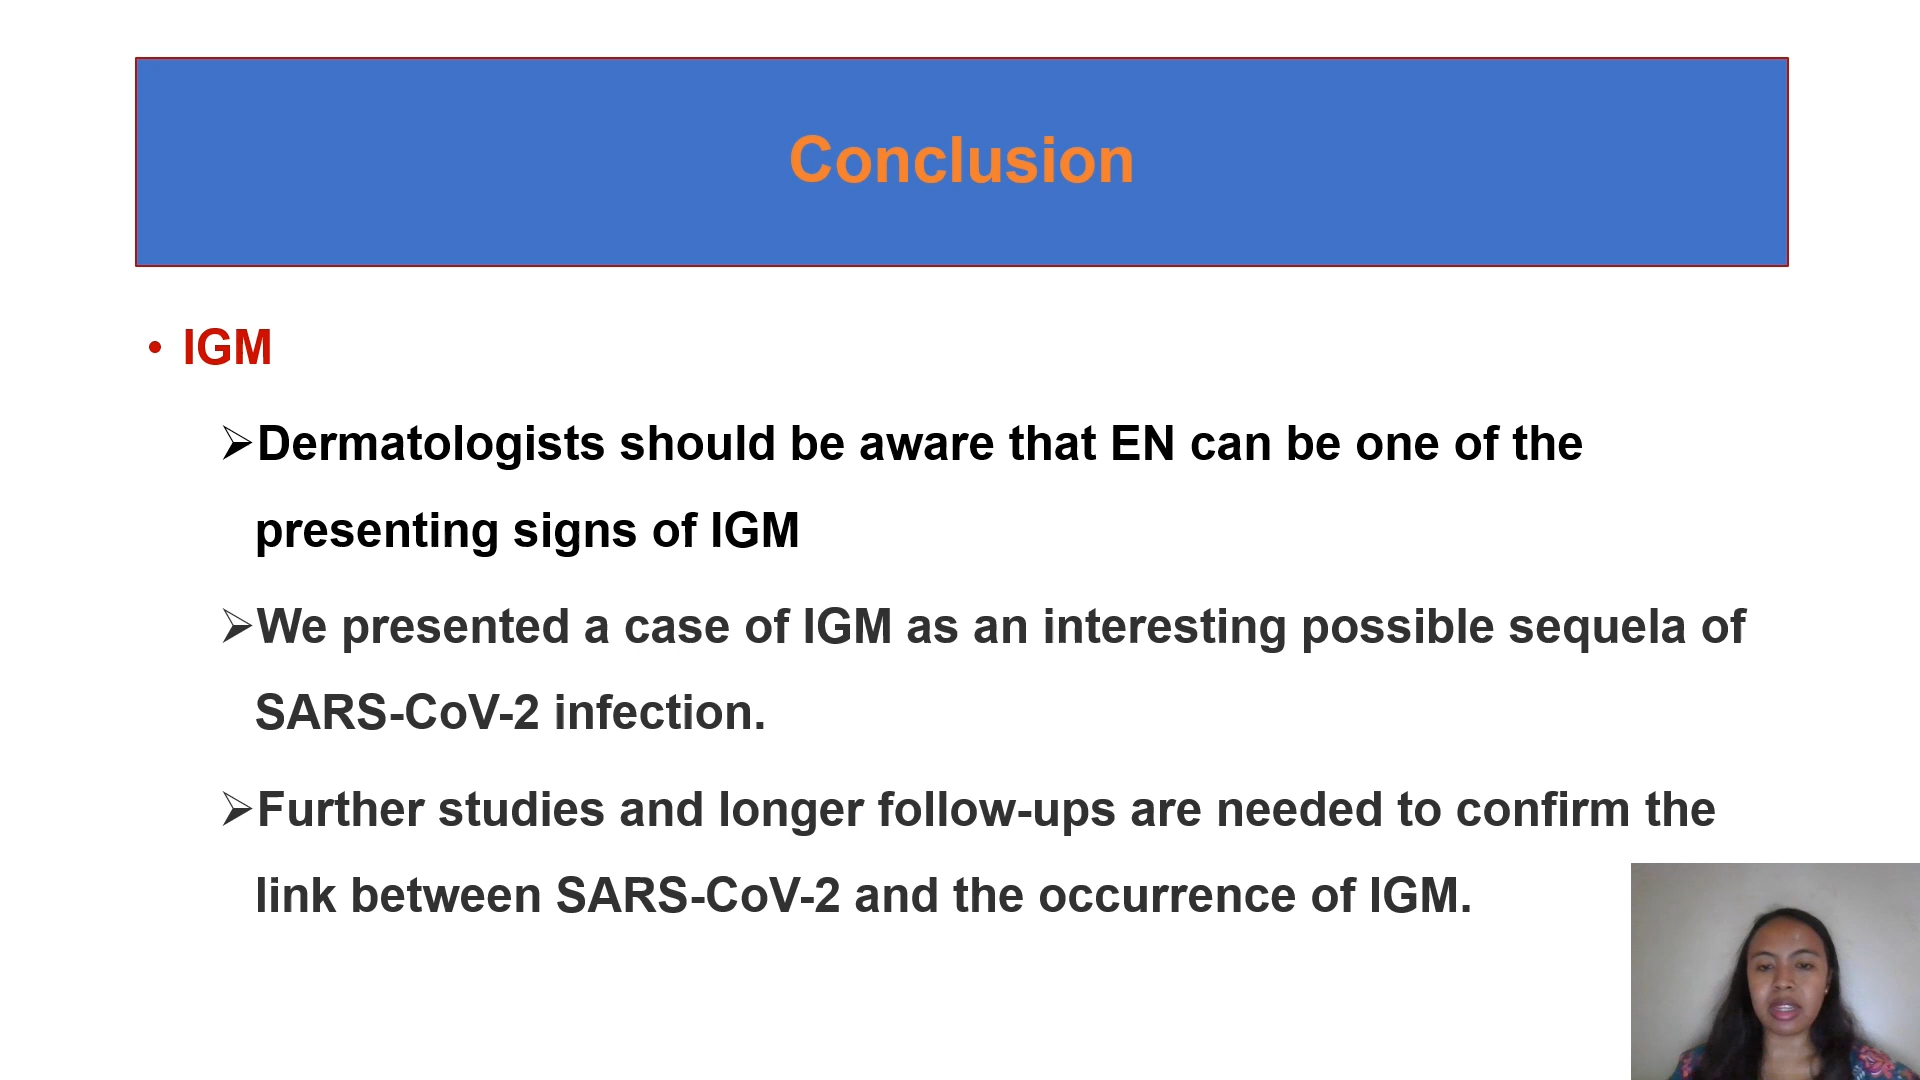 Conclusion
• IGM
➢Dermatologists should be aware that EN can be one of the
presenting signs of IGM
➢We presented a case of IGM as an interesting possible sequela of
SARS-CoV-2 infection.
➢Further studies and longer follow-ups are needed to confirm the
link between SARS-CoV-2 and the occurrence of IGM.